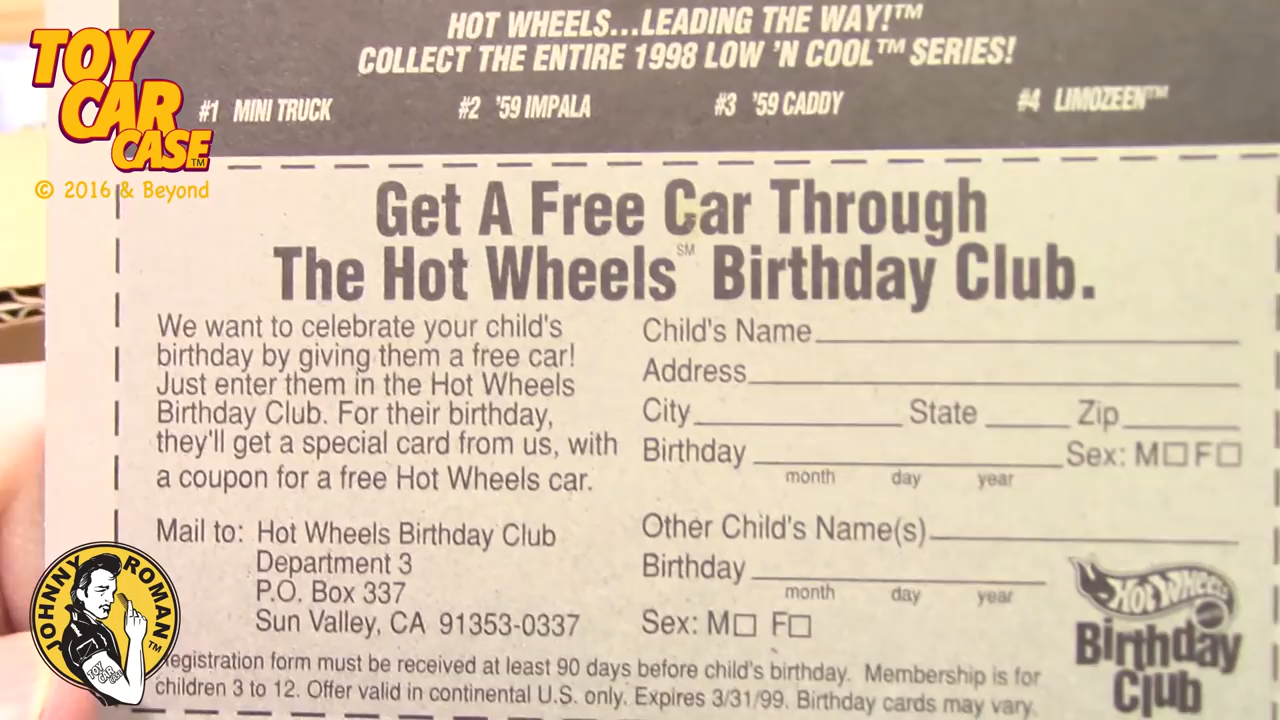 HOT WHEELS...LEADING THE WAY!™
COLLECT THE ENTIRE 1998 LOW 'N COOL™ SERIES!
#1 MINI TRUCK #2 '59 IMPALA #3 '59 CADDY #4 LIMOZEEN™
TOY
CAR
CASE™
© 2016 & Beyond
Get A Free Car Through
The Hot Wheels℠ Birthday Club.
We want to celebrate your child's
birthday by giving them a free car!
Just enter them in the Hot Wheels
Birthday Club. For their birthday,
they'll get a special card from us, with
a coupon for a free Hot Wheels car.
Mail to: Hot Wheels Birthday Club
Department 3
P.O. Box 337
Sun Valley, CA 91353-0337
Child's Name
Address
City State Zip
Birthday Sex: M□ F□
month day year
Other Child's Name(s)
Birthday
month day year
Sex: M□ F□
HOT WHEELS
Birthday
Club
egistration form must be received at least 90 days before child's birthday. Membership is for
children 3 to 12. Offer valid in continental U.S. only. Expires 3/31/99. Birthday cards may vary.
JOHNNY ROMAN™
TOY CAR CASE